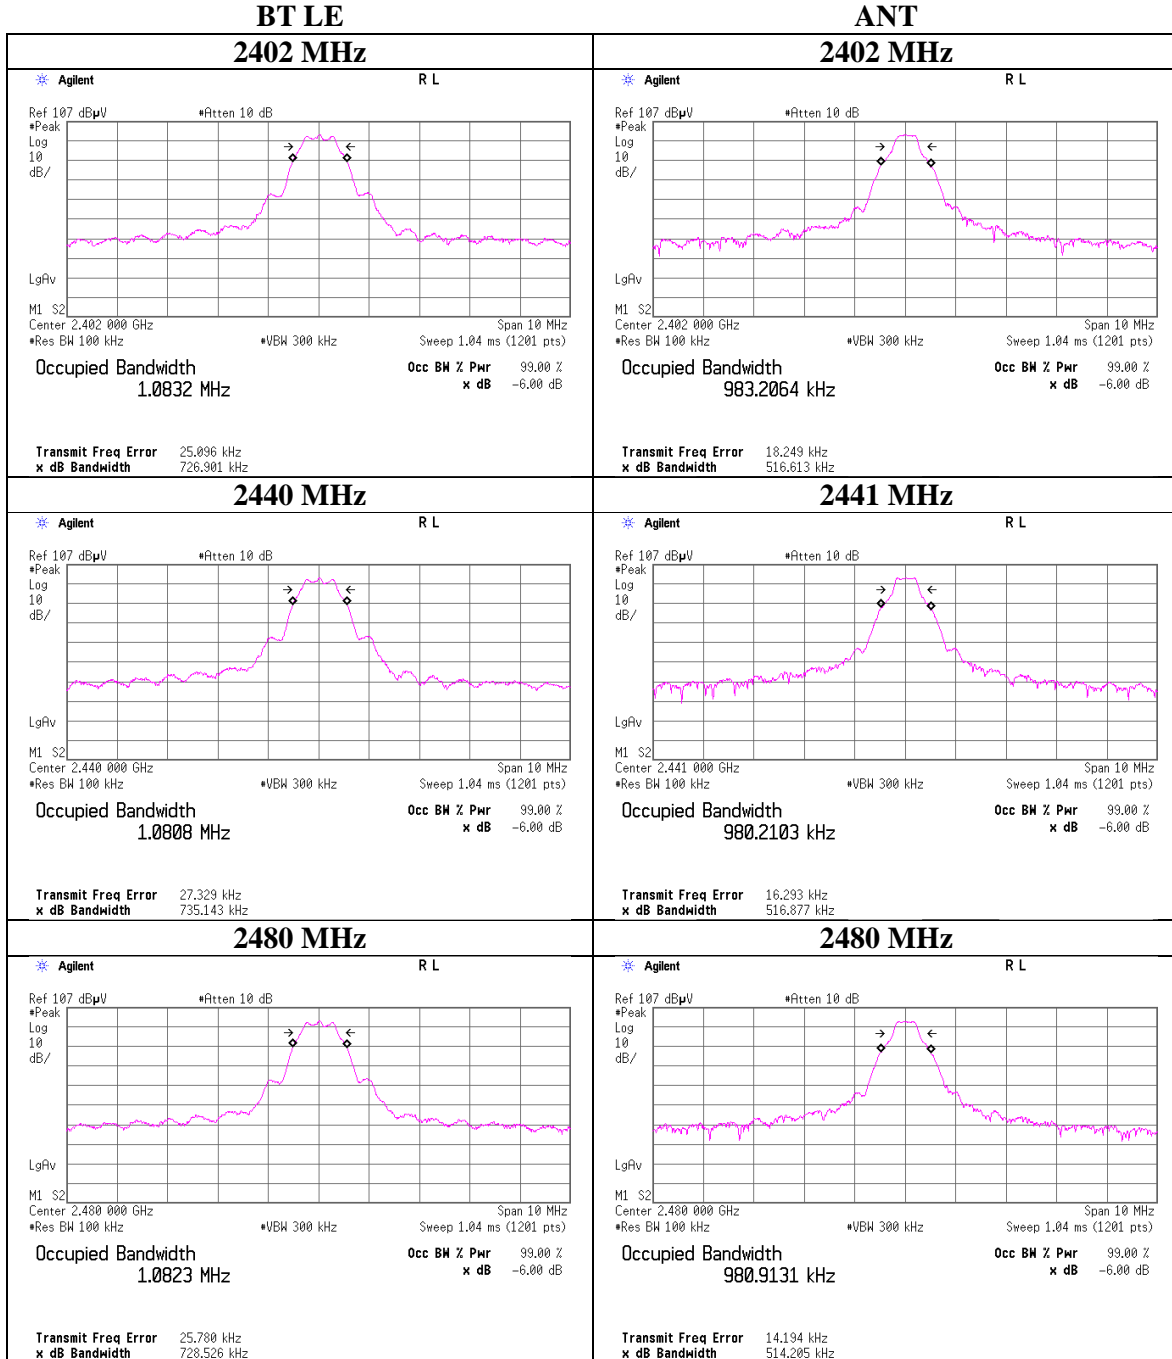 BT LE
ANT
2402 MHz
2402 MHz
Agilent
R L
Ref 107 dBµV
#Atten 10 dB
#Peak
Log
10
dB/
LgAv
M1 S2
Center 2.402 000 GHz
Span 10 MHz
#Res BW 100 kHz
#VBW 300 kHz
Sweep 1.04 ms (1201 pts)
Occupied Bandwidth
1.0832 MHz
Occ BW % Pwr 99.00 %
x dB -6.00 dB
Transmit Freq Error 25.096 kHz
x dB Bandwidth 726.901 kHz
Agilent
R L
Ref 107 dBµV
#Atten 10 dB
#Peak
Log
10
dB/
LgAv
M1 S2
Center 2.402 000 GHz
Span 10 MHz
#Res BW 100 kHz
#VBW 300 kHz
Sweep 1.04 ms (1201 pts)
Occupied Bandwidth
983.2064 kHz
Occ BW % Pwr 99.00 %
x dB -6.00 dB
Transmit Freq Error 18.249 kHz
x dB Bandwidth 516.613 kHz
2440 MHz
2441 MHz
Agilent
R L
Ref 107 dBµV
#Atten 10 dB
#Peak
Log
10
dB/
LgAv
M1 S2
Center 2.440 000 GHz
Span 10 MHz
#Res BW 100 kHz
#VBW 300 kHz
Sweep 1.04 ms (1201 pts)
Occupied Bandwidth
1.0808 MHz
Occ BW % Pwr 99.00 %
x dB -6.00 dB
Transmit Freq Error 27.329 kHz
x dB Bandwidth 735.143 kHz
Agilent
R L
Ref 107 dBµV
#Atten 10 dB
#Peak
Log
10
dB/
LgAv
M1 S2
Center 2.441 000 GHz
Span 10 MHz
#Res BW 100 kHz
#VBW 300 kHz
Sweep 1.04 ms (1201 pts)
Occupied Bandwidth
980.2103 kHz
Occ BW % Pwr 99.00 %
x dB -6.00 dB
Transmit Freq Error 16.293 kHz
x dB Bandwidth 516.877 kHz
2480 MHz
2480 MHz
Agilent
R L
Ref 107 dBµV
#Atten 10 dB
#Peak
Log
10
dB/
LgAv
M1 S2
Center 2.480 000 GHz
Span 10 MHz
#Res BW 100 kHz
#VBW 300 kHz
Sweep 1.04 ms (1201 pts)
Occupied Bandwidth
1.0823 MHz
Occ BW % Pwr 99.00 %
x dB -6.00 dB
Transmit Freq Error 25.780 kHz
x dB Bandwidth 728.526 kHz
Agilent
R L
Ref 107 dBµV
#Atten 10 dB
#Peak
Log
10
dB/
LgAv
M1 S2
Center 2.480 000 GHz
Span 10 MHz
#Res BW 100 kHz
#VBW 300 kHz
Sweep 1.04 ms (1201 pts)
Occupied Bandwidth
980.9131 kHz
Occ BW % Pwr 99.00 %
x dB -6.00 dB
Transmit Freq Error 14.194 kHz
x dB Bandwidth 514.205 kHz